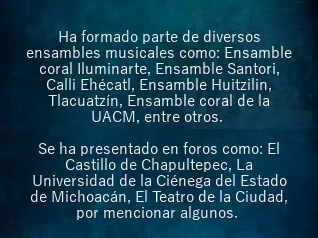 Ha formado parte de diversos
ensambles musicales como: Ensamble
coral Iluminarte, Ensamble Santori,
Calli Ehécatl, Ensamble Huitzilin,
Tlacuatzín, Ensamble coral de la
UACM, entre otros.
Se ha presentado en foros como: El
Castillo de Chapultepec, La
Universidad de la Ciénega del Estado
de Michoacán, El Teatro de la Ciudad,
por mencionar algunos.